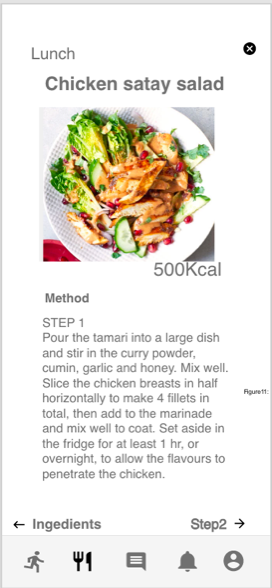 Lunch
Chicken satay salad
500Kcal
Method
STEP 1
Pour the tamari into a large dish
and stir in the curry powder,
cumin, garlic and honey. Mix well.
Slice the chicken breasts in half
horizontally to make 4 fillets in
total, then add to the marinade
and mix well to coat. Set aside in
the fridge for at least 1 hr, or
overnight, to allow the flavours to
penetrate the chicken.
Figure11:
← Ingedients
Step2 →